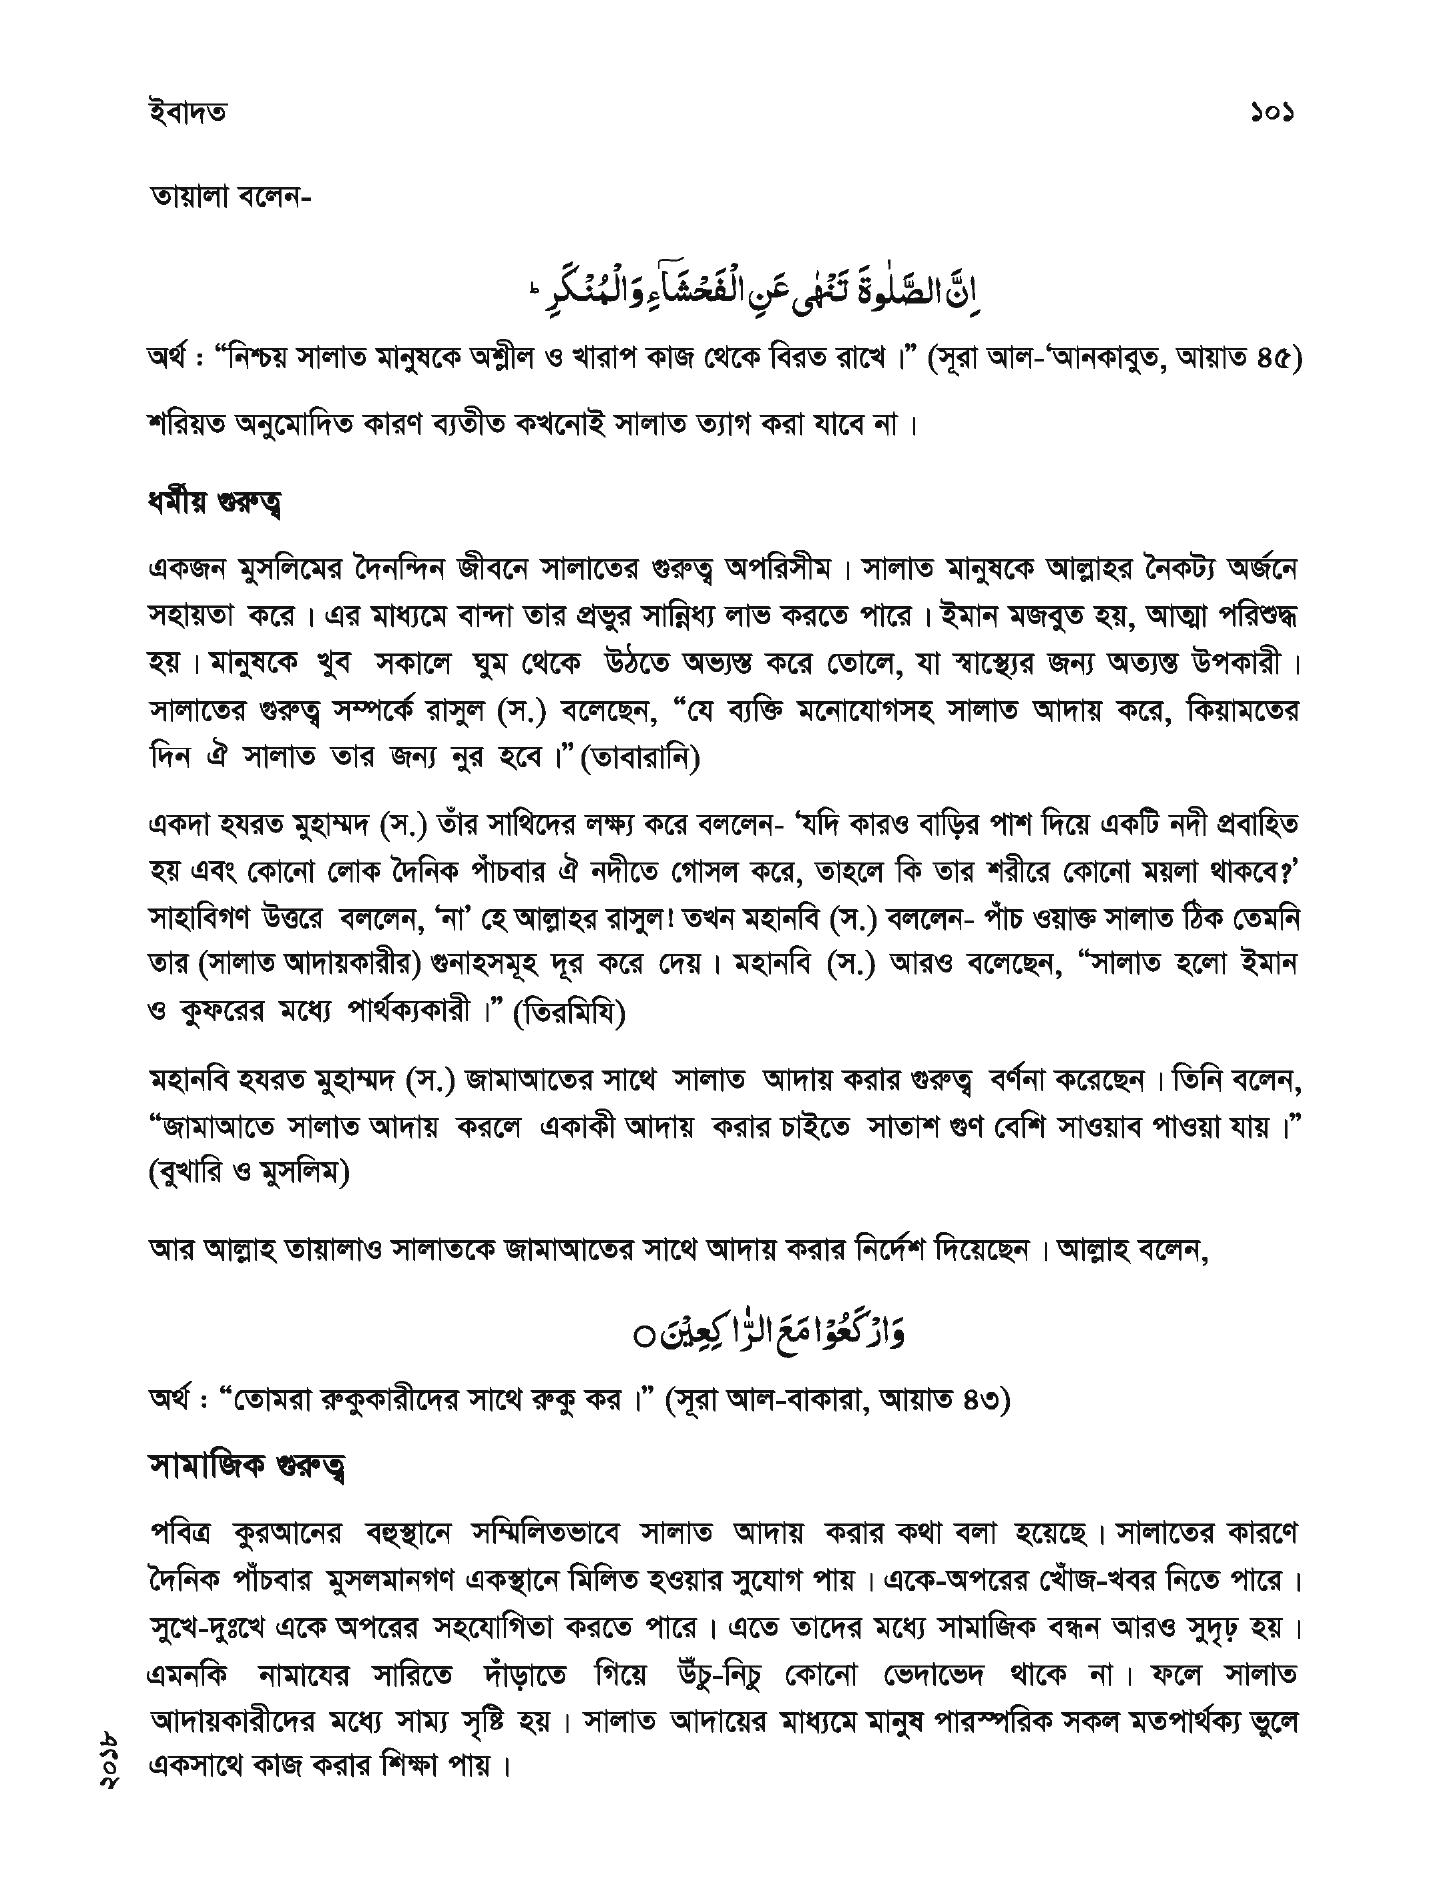 ইবাদত ১০১
তায়ালা বলেন-
اِنَّ الصَّلٰوةَ تَنْهٰى عَنِ الْفَحْشَآءِ وَالْمُنْكَرِ ؕ
অর্থ : “নিশ্চয় সালাত মানুষকে অশ্লীল ও খারাপ কাজ থেকে বিরত রাখে।” (সূরা আল-‘আনকাবুত, আয়াত ৪৫)
শরিয়ত অনুমোদিত কারণ ব্যতীত কখনোই সালাত ত্যাগ করা যাবে না।
ধর্মীয় গুরুত্ব
একজন মুসলিমের দৈনন্দিন জীবনে সালাতের গুরুত্ব অপরিসীম। সালাত মানুষকে আল্লাহর নৈকট্য অর্জনে
সহায়তা করে। এর মাধ্যমে বান্দা তার প্রভুর সান্নিধ্য লাভ করতে পারে। ইমান মজবুত হয়, আত্মা পরিশুদ্ধ
হয়। মানুষকে খুব সকালে ঘুম থেকে উঠতে অভ্যস্ত করে তোলে, যা স্বাস্থ্যের জন্য অত্যন্ত উপকারী।
সালাতের গুরুত্ব সম্পর্কে রাসুল (স.) বলেছেন, “যে ব্যক্তি মনোযোগসহ সালাত আদায় করে, কিয়ামতের
দিন ঐ সালাত তার জন্য নুর হবে।” (তাবারানি)
একদা হযরত মুহাম্মদ (স.) তাঁর সাথিদের লক্ষ্য করে বললেন- ‘যদি কারও বাড়ির পাশ দিয়ে একটি নদী প্রবাহিত
হয় এবং কোনো লোক দৈনিক পাঁচবার ঐ নদীতে গোসল করে, তাহলে কি তার শরীরে কোনো ময়লা থাকবে?’
সাহাবিগণ উত্তরে বললেন, ‘না’ হে আল্লাহর রাসুল! তখন মহানবি (স.) বললেন- পাঁচ ওয়াক্ত সালাত ঠিক তেমনি
তার (সালাত আদায়কারীর) গুনাহসমূহ দূর করে দেয়। মহানবি (স.) আরও বলেছেন, “সালাত হলো ইমান
ও কুফরের মধ্যে পার্থক্যকারী।” (তিরমিযি)
মহানবি হযরত মুহাম্মদ (স.) জামাআতের সাথে সালাত আদায় করার গুরুত্ব বর্ণনা করেছেন। তিনি বলেন,
“জামাআতে সালাত আদায় করলে একাকী আদায় করার চাইতে সাতাশ গুণ বেশি সাওয়াব পাওয়া যায়।”
(বুখারি ও মুসলিম)
আর আল্লাহ তায়ালাও সালাতকে জামাআতের সাথে আদায় করার নির্দেশ দিয়েছেন। আল্লাহ বলেন,
وَارْكَعُوْا مَعَ الرّٰاكِعِيْنَ ○
অর্থ : “তোমরা রুকুকারীদের সাথে রুকু কর।” (সূরা আল-বাকারা, আয়াত ৪৩)
সামাজিক গুরুত্ব
পবিত্র কুরআনের বহুস্থানে সম্মিলিতভাবে সালাত আদায় করার কথা বলা হয়েছে। সালাতের কারণে
দৈনিক পাঁচবার মুসলমানগণ একস্থানে মিলিত হওয়ার সুযোগ পায়। একে-অপরের খোঁজ-খবর নিতে পারে।
সুখে-দুঃখে একে অপরের সহযোগিতা করতে পারে। এতে তাদের মধ্যে সামাজিক বন্ধন আরও সুদৃঢ় হয়।
এমনকি নামাযের সারিতে দাঁড়াতে গিয়ে উঁচু-নিচু কোনো ভেদাভেদ থাকে না। ফলে সালাত
আদায়কারীদের মধ্যে সাম্য সৃষ্টি হয়। সালাত আদায়ের মাধ্যমে মানুষ পারস্পরিক সকল মতপার্থক্য ভুলে
একসাথে কাজ করার শিক্ষা পায়।
২০১৮